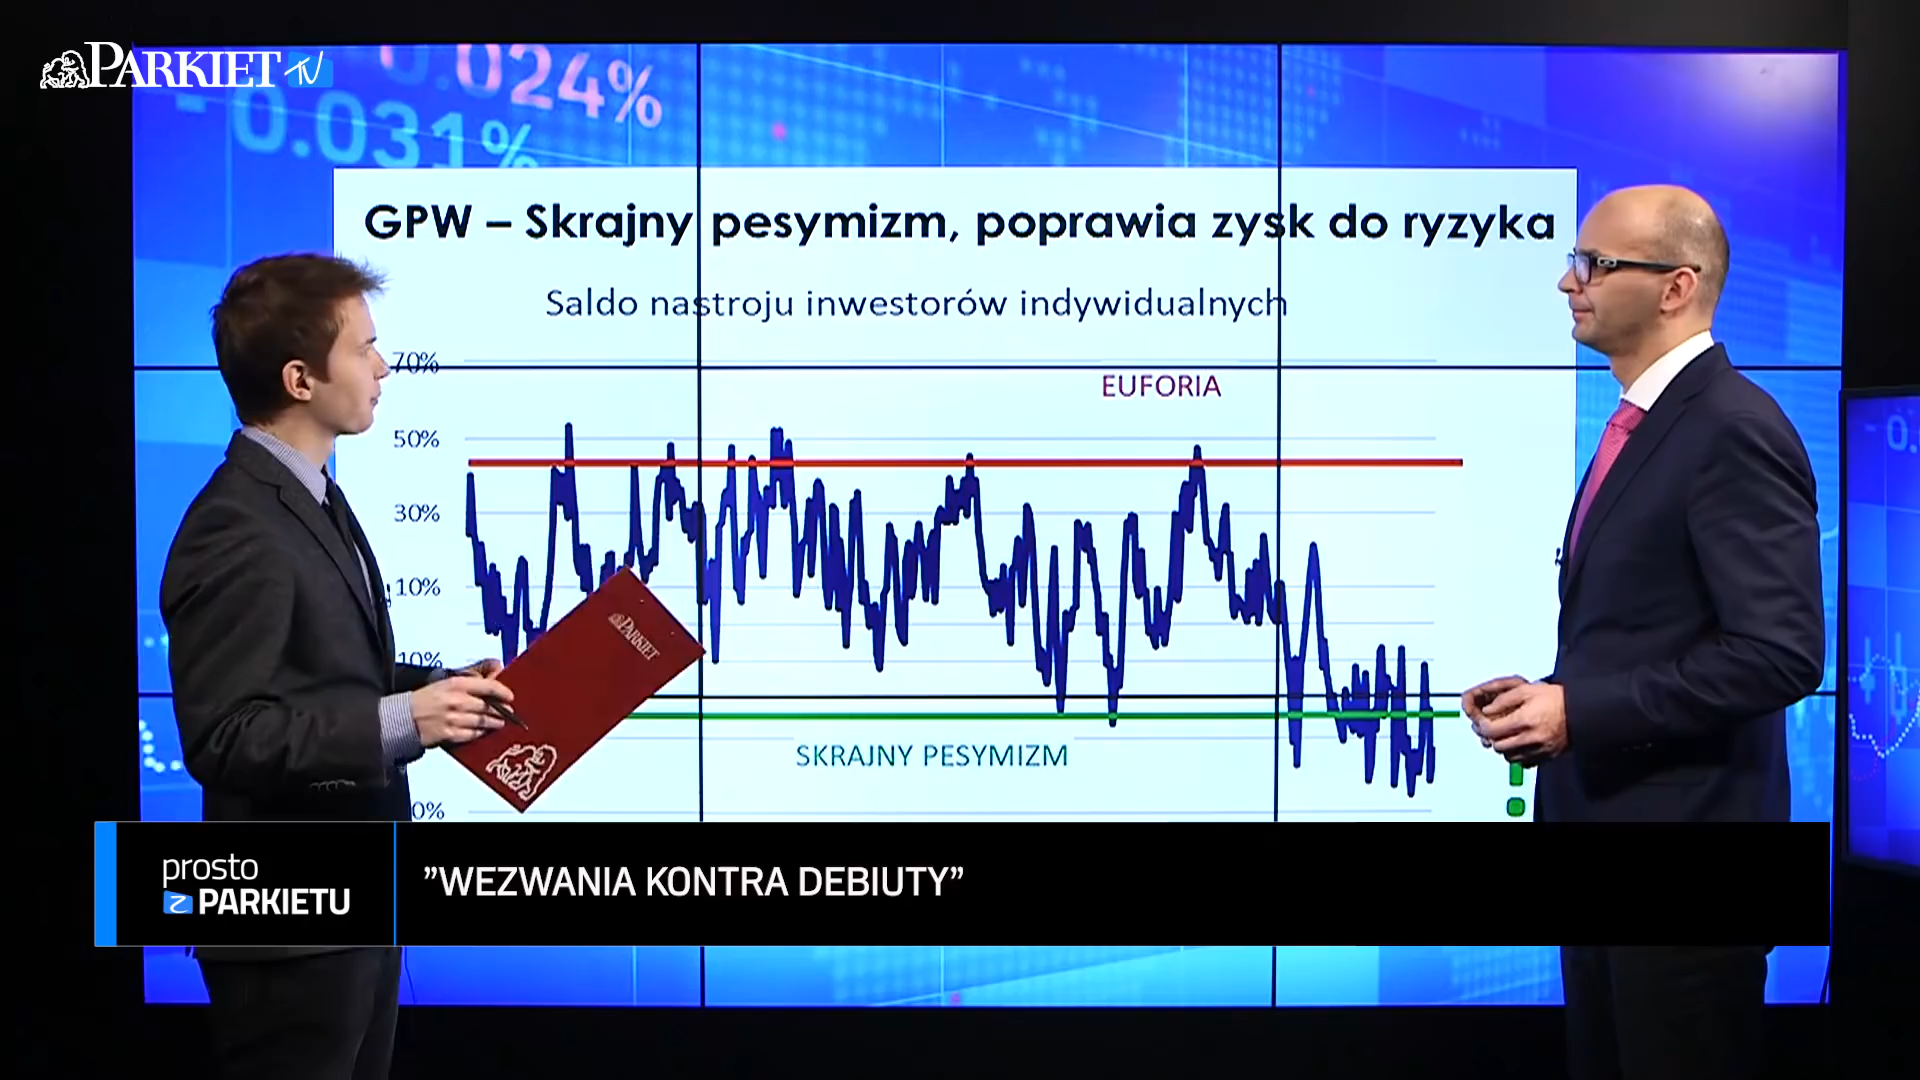 PARKIET TV
0.024%
- 0.031%
GPW – Skrajny pesymizm, poprawia zysk do ryzyka
Saldo nastroju inwestorów indywidualnych
70%
EUFORIA
50%
30%
10%
10%
SKRAJNY PESYMIZM
0%
PARKIET
- 0.
prosto
z PARKIETU
”WEZWANIA KONTRA DEBIUTY”